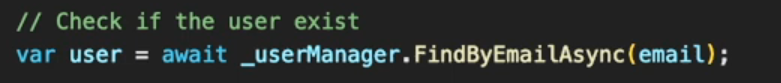 // Check if the user exist
var user = await _userManager.FindByEmailAsync(email);